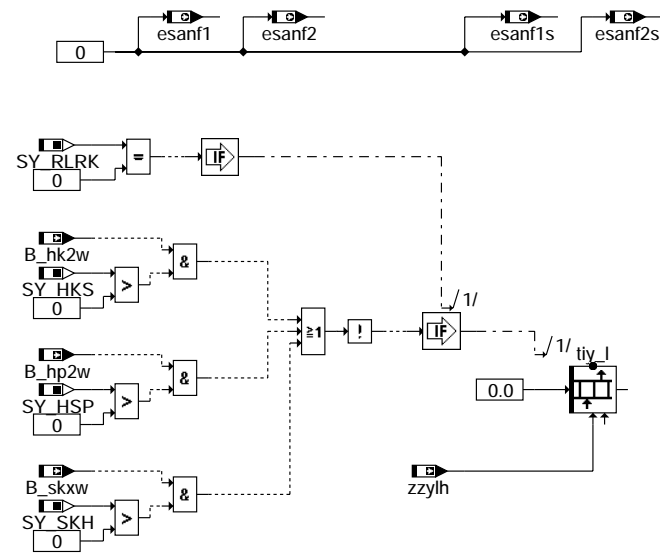 esanf1 esanf2 esanf1s esanf2s
0
SY_RLRK = IF
0
B_hk2w &
SY_HKS >
0
≥1 ! IF 1/
1/
tiy_l
B_hp2w &
SY_HSP >
0
0.0
B_skxw &
SY_SKH >
0
zzylh